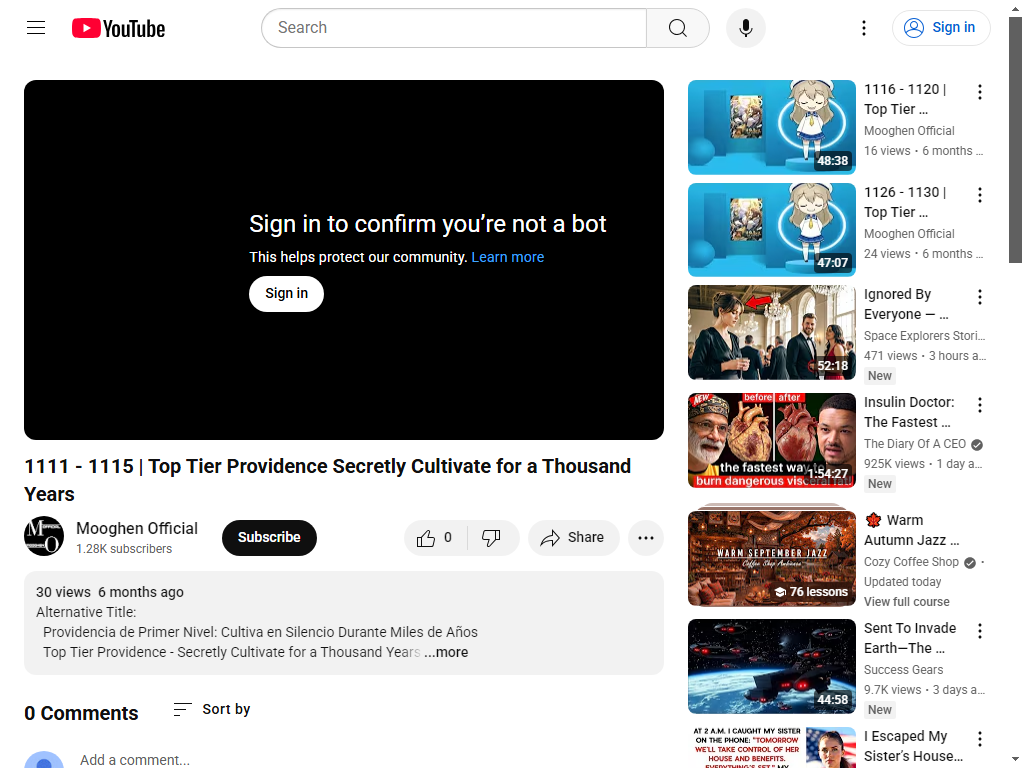 YouTube
Search
Sign in
Sign in to confirm you’re not a bot
This helps protect our community. Learn more
Sign in
1111 - 1115 | Top Tier Providence Secretly Cultivate for a Thousand
Years
Mooghen Official
1.28K subscribers
Subscribe
0
Share
30 views 6 months ago
Alternative Title:
Providencia de Primer Nivel: Cultiva en Silencio Durante Miles de Años
Top Tier Providence - Secretly Cultivate for a Thousand Years ...more
0 Comments
Sort by
Add a comment...
48:38
1116 - 1120 |
Top Tier ...
Mooghen Official
16 views • 6 months ...
47:07
1126 - 1130 |
Top Tier ...
Mooghen Official
24 views • 6 months ...
52:18
Ignored By
Everyone — ...
Space Explorers Stori...
471 views • 3 hours a...
New
NEW
before after
the fastest way to
burn dangerous visceral
1:54:27
Insulin Doctor:
The Fastest ...
The Diary Of A CEO
925K views • 1 day a...
New
WARM SEPTEMBER JAZZ
Coffee Shop Ambience
76 lessons
Warm
Autumn Jazz ...
Cozy Coffee Shop •
Updated today
View full course
44:58
Sent To Invade
Earth—The ...
Success Gears
9.7K views • 3 days a...
New
AT 2 A.M. I CAUGHT MY SISTER
ON THE PHONE: "TOMORROW
WE'LL TAKE CONTROL OF HER
HOUSE AND BENEFITS.
EVERYTHING'S SET." MY
I Escaped My
Sister’s House...